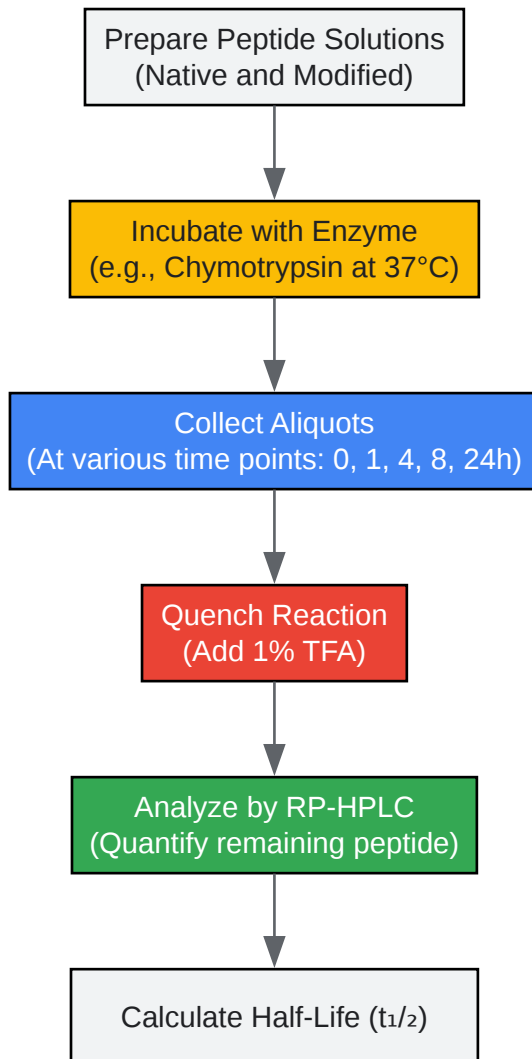 Prepare Peptide Solutions
(Native and Modified)
Incubate with Enzyme
(e.g., Chymotrypsin at 37°C)
Collect Aliquots
(At various time points: 0, 1, 4, 8, 24h)
Quench Reaction
(Add 1% TFA)
Analyze by RP-HPLC
(Quantify remaining peptide)
Calculate Half-Life (t₁/₂)